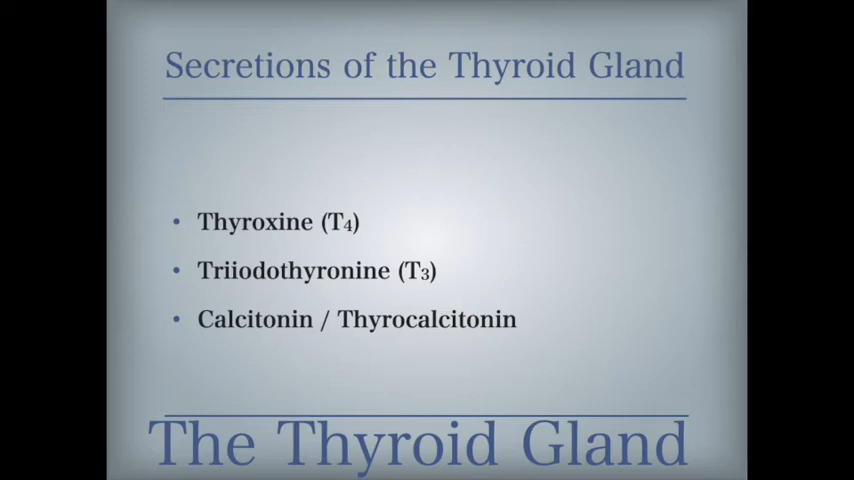 Secretions of the Thyroid Gland
• Thyroxine (T₄)
• Triiodothyronine (T₃)
• Calcitonin / Thyrocalcitonin
The Thyroid Gland